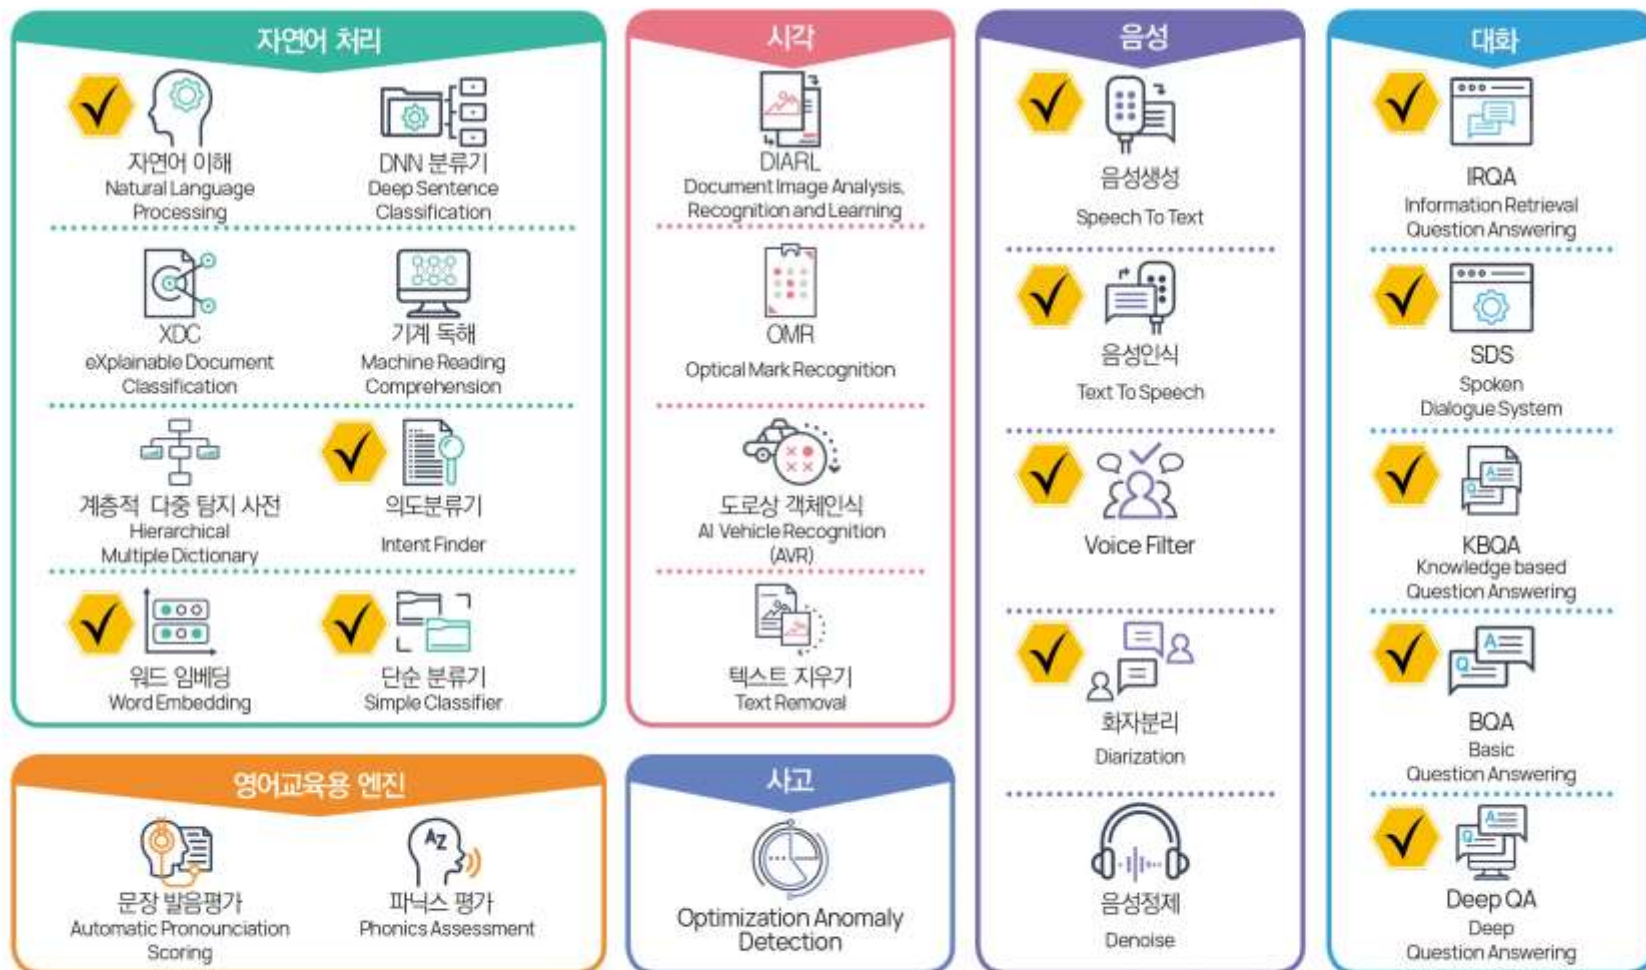 자연어 처리
자연어 이해
Natural Language
Processing
DNN 분류기
Deep Sentence
Classification
XDC
eXplainable Document
Classification
기계 독해
Machine Reading
Comprehension
계층적 다중 탐지 사전
Hierarchical
Multiple Dictionary
의도분류기
Intent Finder
워드 임베딩
Word Embedding
단순 분류기
Simple Classifier
시각
DIARL
Document Image Analysis,
Recognition and Learning
OMR
Optical Mark Recognition
도로상 객체인식
AI Vehicle Recognition
(AVR)
텍스트 지우기
Text Removal
음성
음성생성
Speech To Text
음성인식
Text To Speech
Voice Filter
화자분리
Diarization
음성정제
Denoise
대화
IRQA
Information Retrieval
Question Answering
SDS
Spoken
Dialogue System
A
Q
KBQA
Knowledge based
Question Answering
A
Q
BQA
Basic
Question Answering
A
Q
Deep QA
Deep
Question Answering
영어교육용 엔진
문장 발음평가
Automatic Pronounciation
Scoring
AZ
파닉스 평가
Phonics Assessment
사고
Optimization Anomaly
Detection